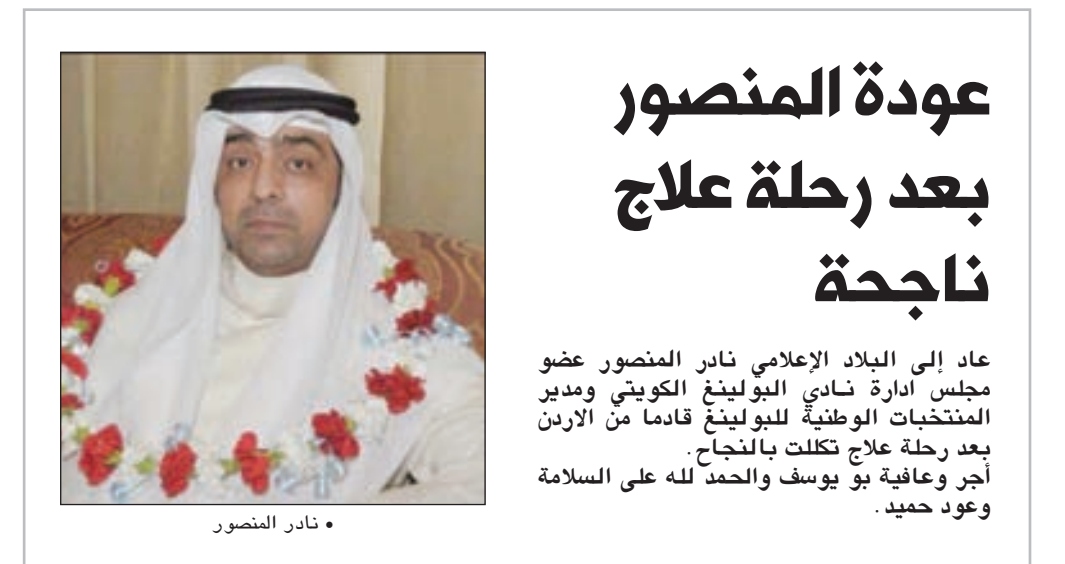 عودة المنصور
بعد رحلة علاج
ناجحة
عاد إلى البلاد الإعلامي نادر المنصور عضو
مجلس ادارة نادي البولينغ الكويتي ومدير
المنتخبات الوطنية للبولينغ قادما من الاردن
بعد رحلة علاج تكللت بالنجاح.
أجر وعافية بو يوسف والحمد لله على السلامة
وعود حميد.
• نادر المنصور